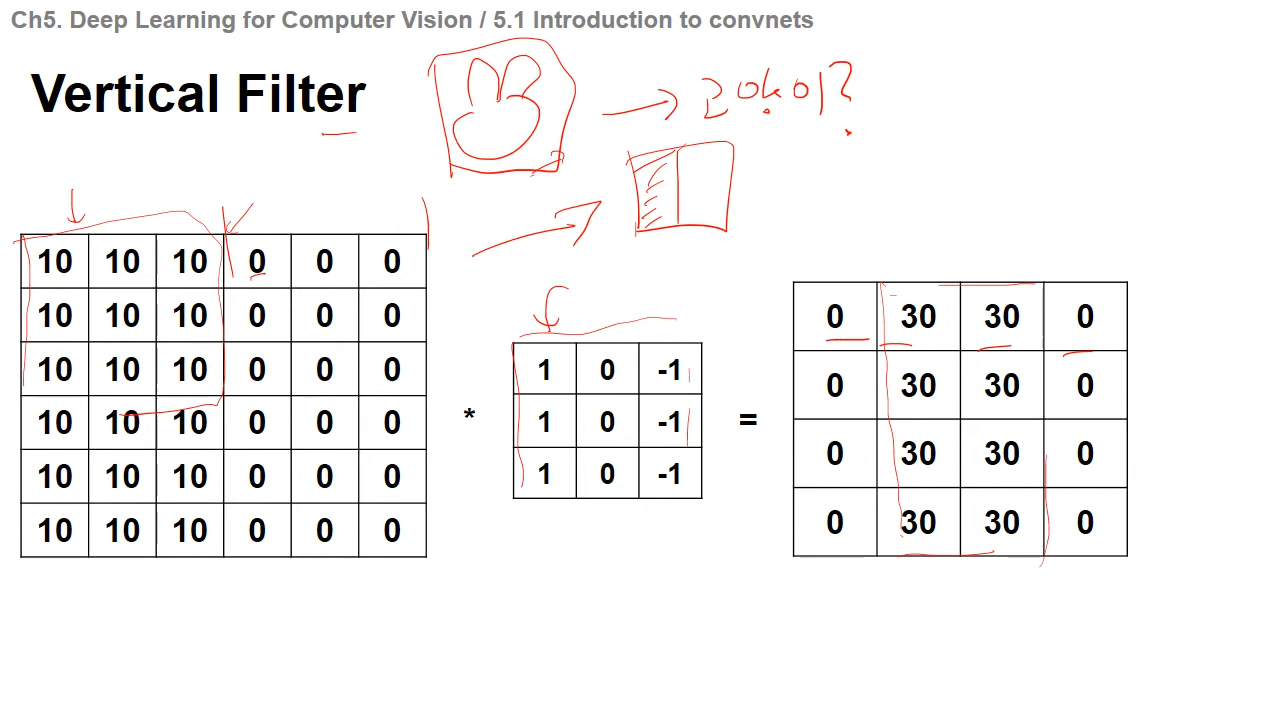 Ch5. Deep Learning for Computer Vision / 5.1 Introduction to convnets
Vertical Filter
10 10 10 0 0 0
10 10 10 0 0 0
10 10 10 0 0 0
10 10 10 0 0 0
10 10 10 0 0 0
10 10 10 0 0 0
*
1 0 -1
1 0 -1
1 0 -1
=
0 30 30 0
0 30 30 0
0 30 30 0
0 30 30 0